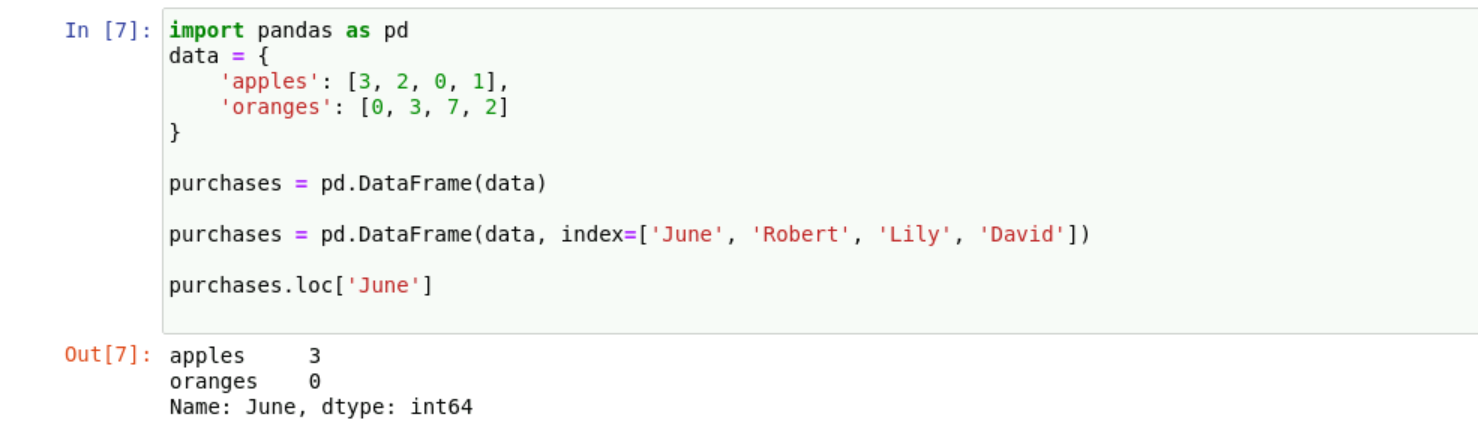 In [7]: import pandas as pd
data = {
    'apples': [3, 2, 0, 1],
    'oranges': [0, 3, 7, 2]
}
purchases = pd.DataFrame(data)
purchases = pd.DataFrame(data, index=['June', 'Robert', 'Lily', 'David'])
purchases.loc['June']
Out[7]: apples     3
oranges    0
Name: June, dtype: int64